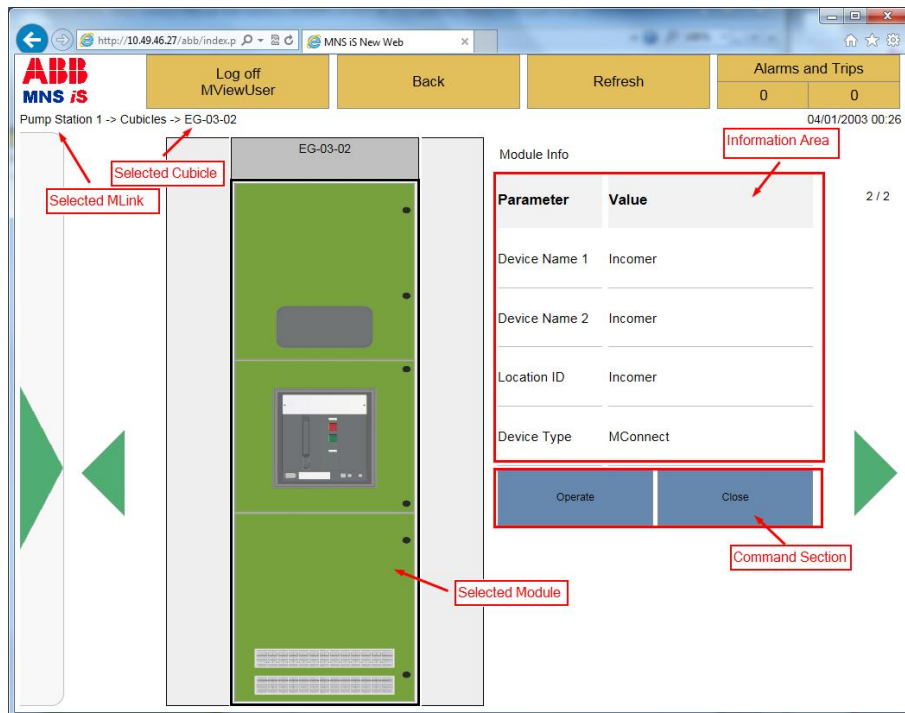 http://10.49.46.27/abb/index.p
MNS iS New Web
ABB
MNS iS
Log off
MViewUser
Back
Refresh
Alarms and Trips
0
0
Pump Station 1 -> Cubicles -> EG-03-02
04/01/2003 00:26
Selected Cubicle
Selected MLink
EG-03-02
Module Info
Information Area
2 / 2
Parameter
Value
Device Name 1
Incomer
Device Name 2
Incomer
Location ID
Incomer
Device Type
MConnect
Operate
Close
Command Section
Selected Module